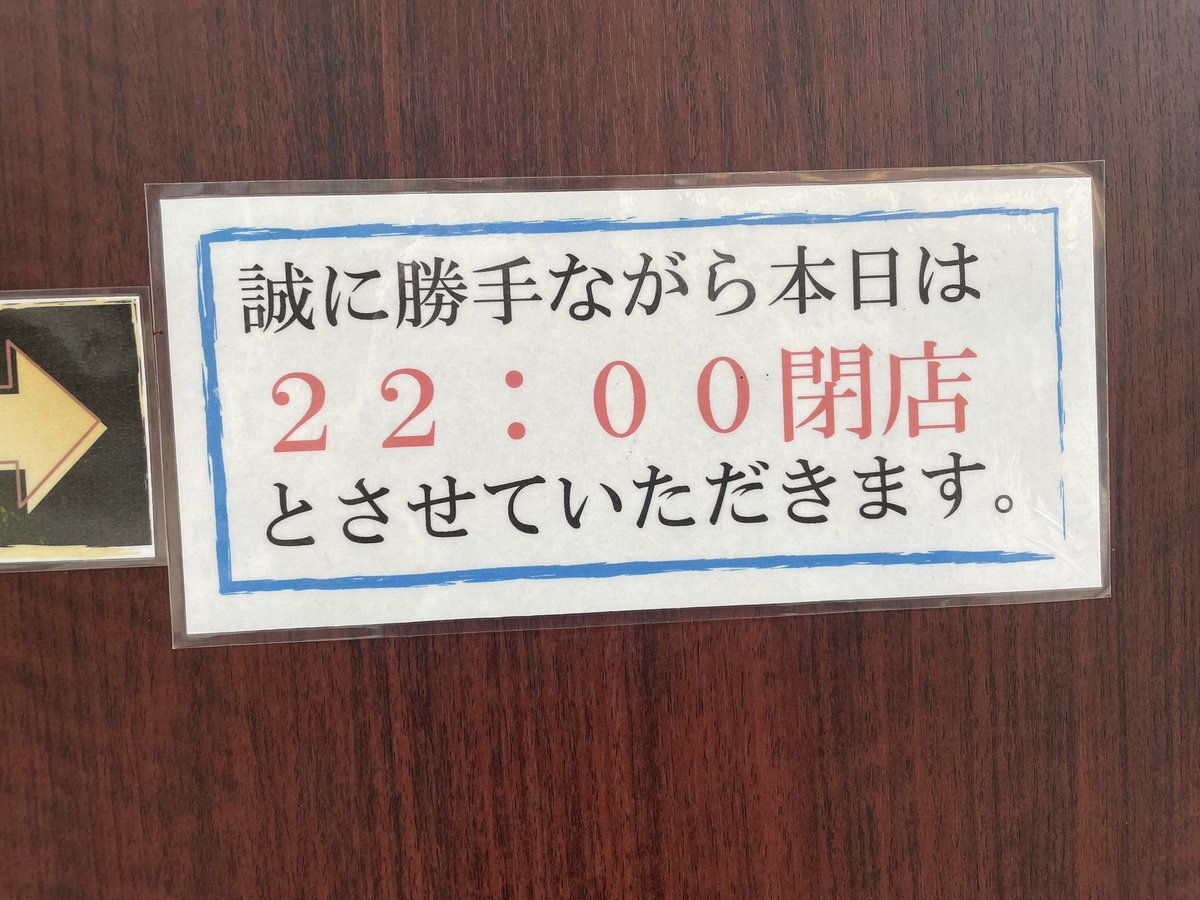 誠に勝手ながら本日は
２２：００閉店
とさせていただきます。